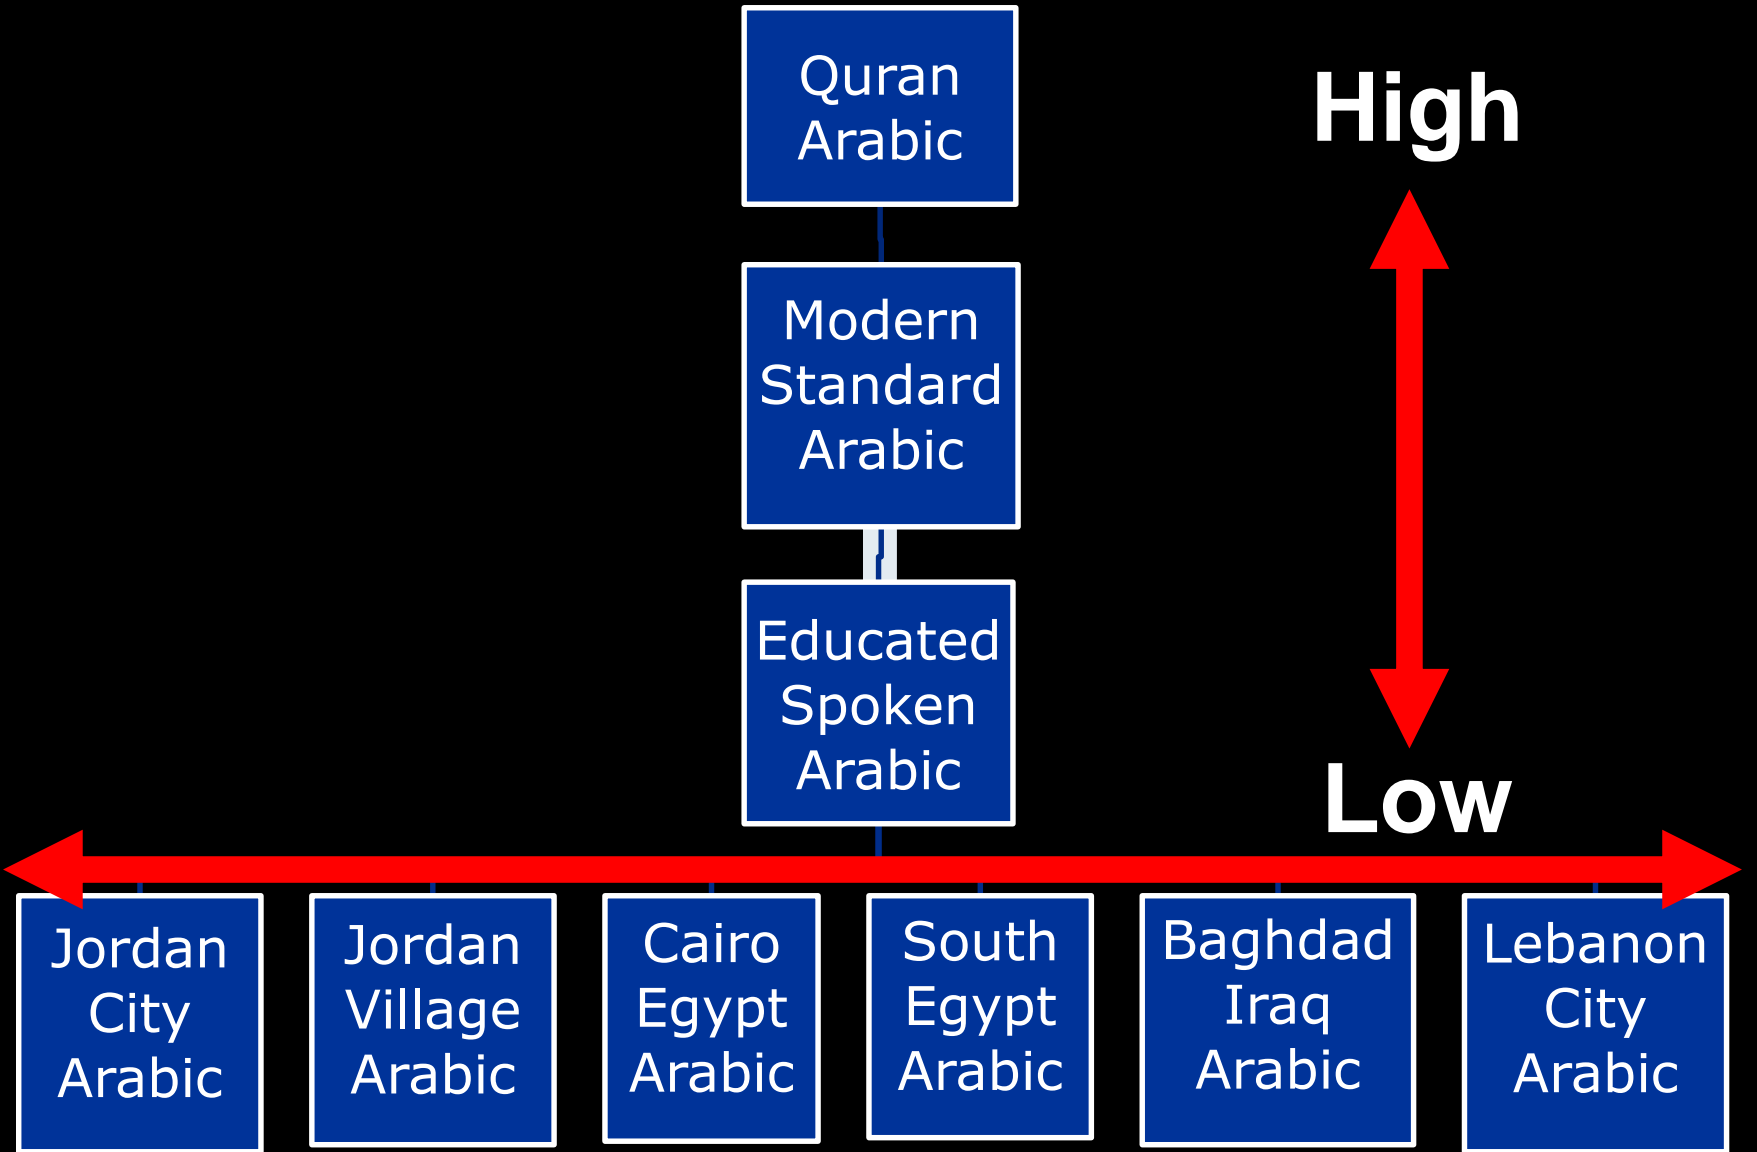 Quran
Arabic
High
Modern
Standard
Arabic
Educated
Spoken
Arabic
Low
Jordan
City
Arabic
Jordan
Village
Arabic
Cairo
Egypt
Arabic
South
Egypt
Arabic
Baghdad
Iraq
Arabic
Lebanon
City
Arabic